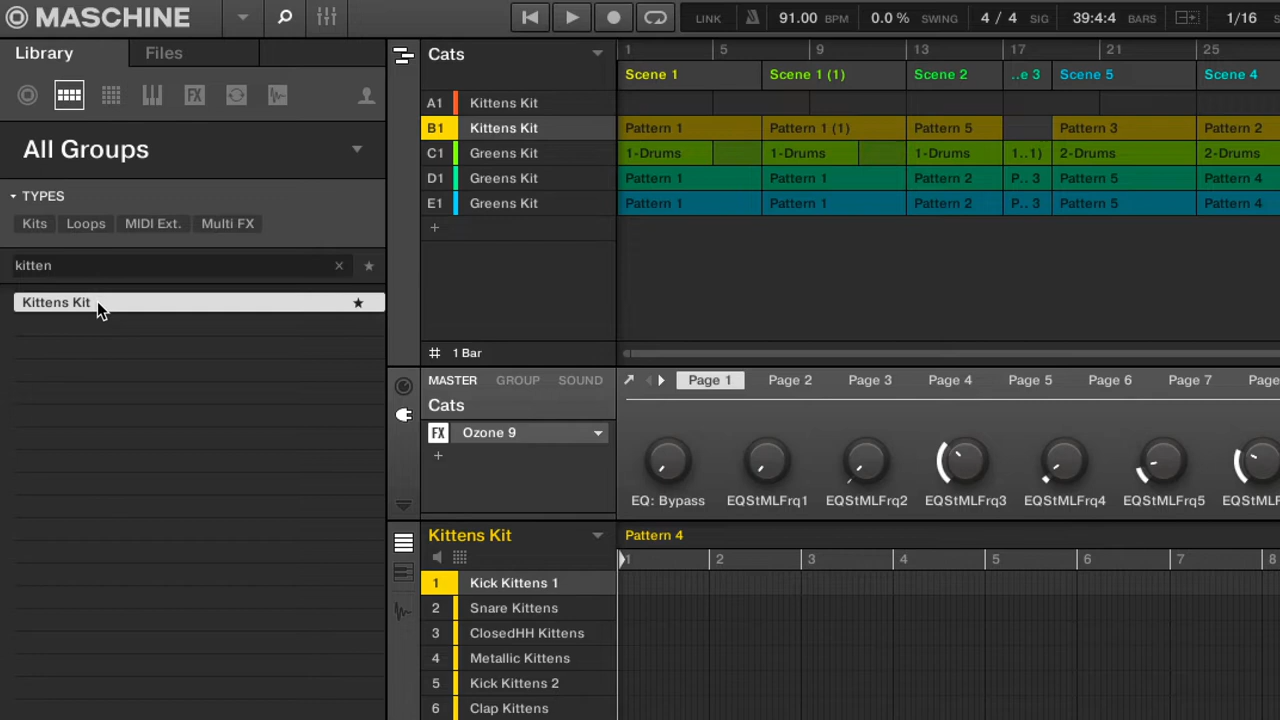 MASCHINE
LINK 91.00 BPM 0.0 % SWING 4 / 4 SIG 39:4:4 BARS 1/16
Library Files
All Groups
TYPES
Kits Loops MIDI Ext. Multi FX
kitten
Kittens Kit
Cats
1 5 9 13 17 21 25
Scene 1 Scene 1 (1) Scene 2 ..e 3 Scene 5 Scene 4
A1 Kittens Kit
B1 Kittens Kit Pattern 1 Pattern 1 (1) Pattern 5 Pattern 3 Pattern 2
C1 Greens Kit 1-Drums 1-Drums 1-Drums 1..1) 2-Drums 2-Drums
D1 Greens Kit Pattern 1 Pattern 1 Pattern 2 P.. 3 Pattern 5 Pattern 4
E1 Greens Kit Pattern 1 Pattern 1 Pattern 2 P.. 3 Pattern 5 Pattern 4
+
1 Bar
MASTER GROUP SOUND
Cats
FX Ozone 9
+
Page 1 Page 2 Page 3 Page 4 Page 5 Page 6 Page 7 Page
EQ: Bypass EQStMLFrq1 EQStMLFrq2 EQStMLFrq3 EQStMLFrq4 EQStMLFrq5 EQStMLF
Kittens Kit
Pattern 4
1 2 3 4 5 6 7 8
1 Kick Kittens 1
2 Snare Kittens
3 ClosedHH Kittens
4 Metallic Kittens
5 Kick Kittens 2
6 Clap Kittens